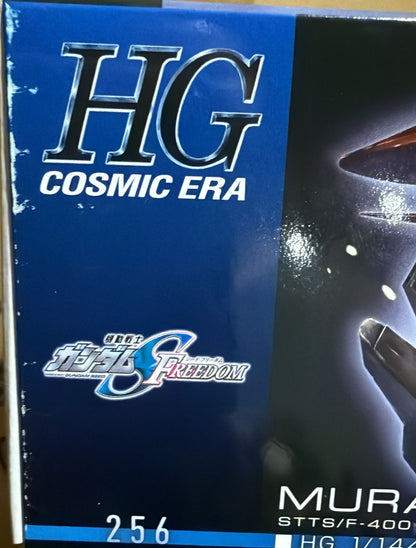 HG
COSMIC ERA
機動戦士
ガンダムSEED FREEDOM
MURA
STTS/F-400
256
HG 1/144